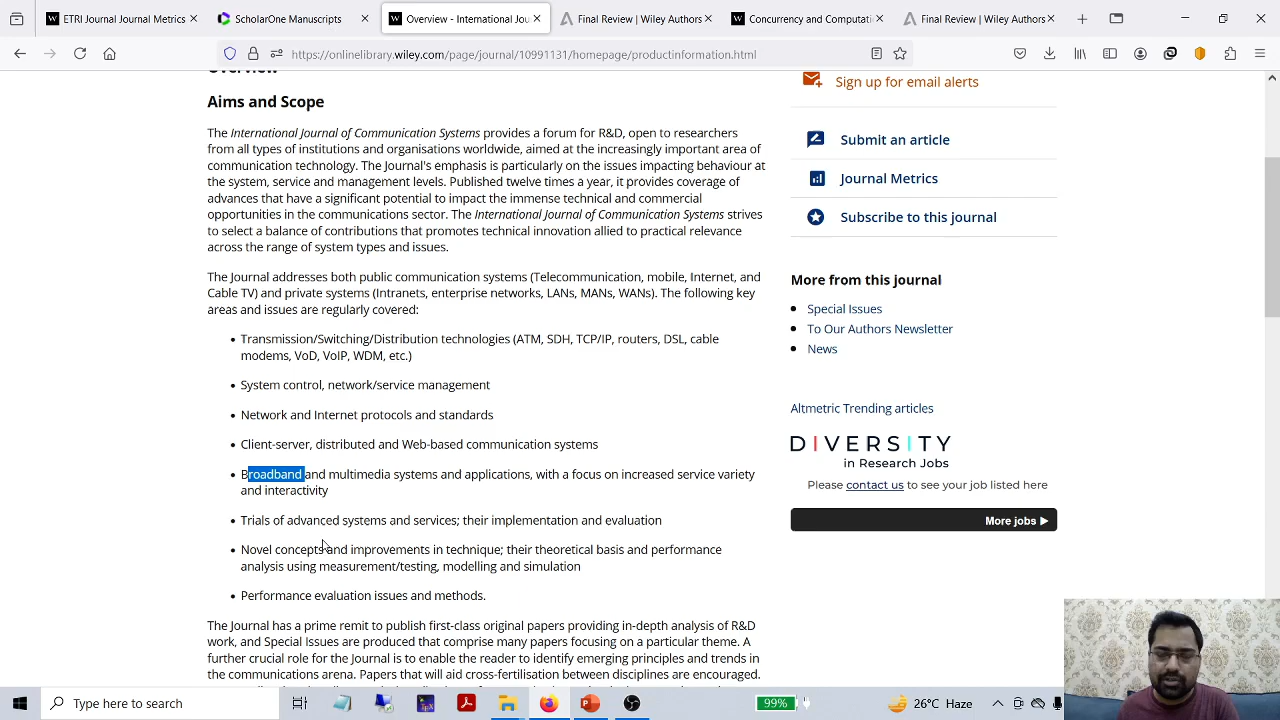 ETRI Journal Journal Metrics
ScholarOne Manuscripts
Overview - International Jou
Final Review | Wiley Authors
Concurrency and Computati
Final Review | Wiley Authors
https://onlinelibrary.wiley.com/page/journal/10991131/homepage/productinformation.html
Overview
Aims and Scope
The International Journal of Communication Systems provides a forum for R&D, open to researchers
from all types of institutions and organisations worldwide, aimed at the increasingly important area of
communication technology. The Journal's emphasis is particularly on the issues impacting behaviour at
the system, service and management levels. Published twelve times a year, it provides coverage of
advances that have a significant potential to impact the immense technical and commercial
opportunities in the communications sector. The International Journal of Communication Systems strives
to select a balance of contributions that promotes technical innovation allied to practical relevance
across the range of system types and issues.
The Journal addresses both public communication systems (Telecommunication, mobile, Internet, and
Cable TV) and private systems (Intranets, enterprise networks, LANs, MANs, WANs). The following key
areas and issues are regularly covered:
Transmission/Switching/Distribution technologies (ATM, SDH, TCP/IP, routers, DSL, cable
modems, VoD, VoIP, WDM, etc.)
System control, network/service management
Network and Internet protocols and standards
Client-server, distributed and Web-based communication systems
Broadband and multimedia systems and applications, with a focus on increased service variety
and interactivity
Trials of advanced systems and services; their implementation and evaluation
Novel concepts and improvements in technique; their theoretical basis and performance
analysis using measurement/testing, modelling and simulation
Performance evaluation issues and methods.
The Journal has a prime remit to publish first-class original papers providing in-depth analysis of R&D
work, and Special Issues are produced that comprise many papers focusing on a particular theme. A
further crucial role for the Journal is to enable the reader to identify emerging principles and trends in
the communications arena. Papers that will aid cross-fertilisation between disciplines are encouraged.
Sign up for email alerts
Submit an article
Journal Metrics
Subscribe to this journal
More from this journal
Special Issues
To Our Authors Newsletter
News
Altmetric Trending articles
DIVERSITY
in Research Jobs
Please contact us to see your job listed here
More jobs
Type here to search
99%
26°C Haze